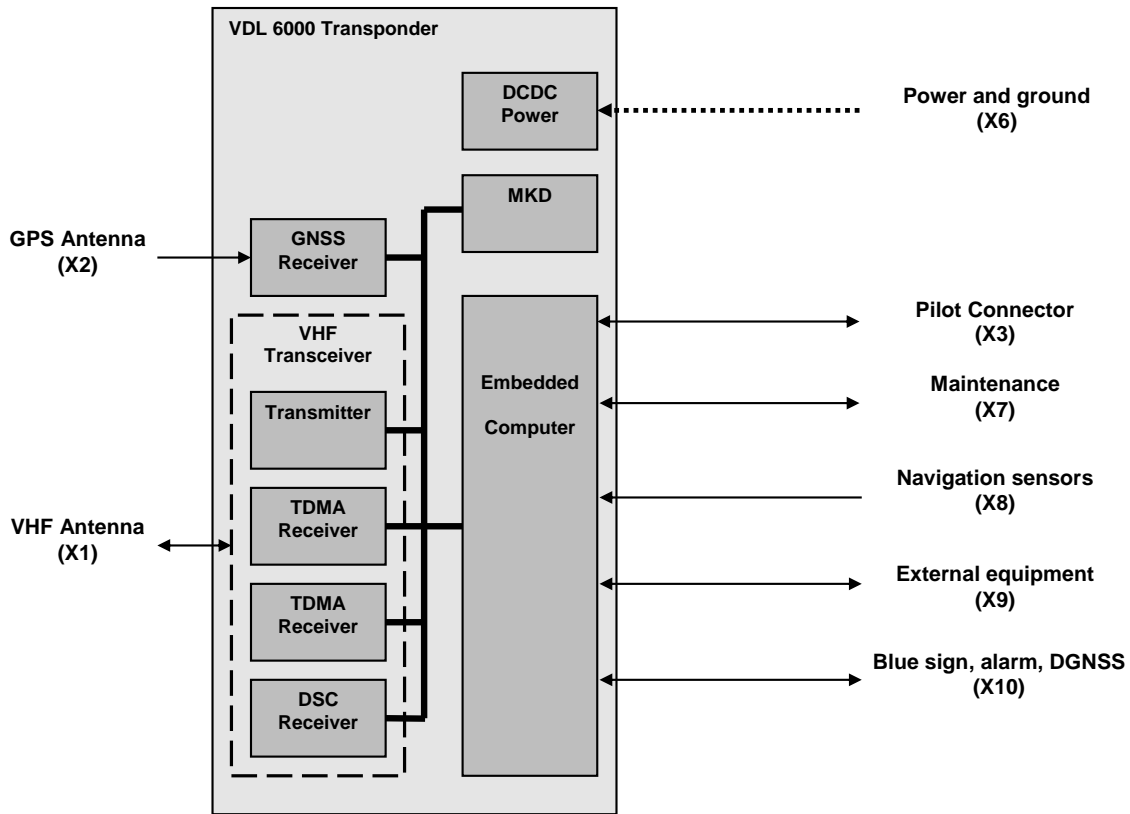 VDL 6000 Transponder
DCDC
Power
Power and ground
(X6)
MKD
GPS Antenna
(X2)
GNSS
Receiver
VHF
Transceiver
Transmitter
TDMA
Receiver
TDMA
Receiver
DSC
Receiver
VHF Antenna
(X1)
Embedded
Computer
Pilot Connector
(X3)
Maintenance
(X7)
Navigation sensors
(X8)
External equipment
(X9)
Blue sign, alarm, DGNSS
(X10)